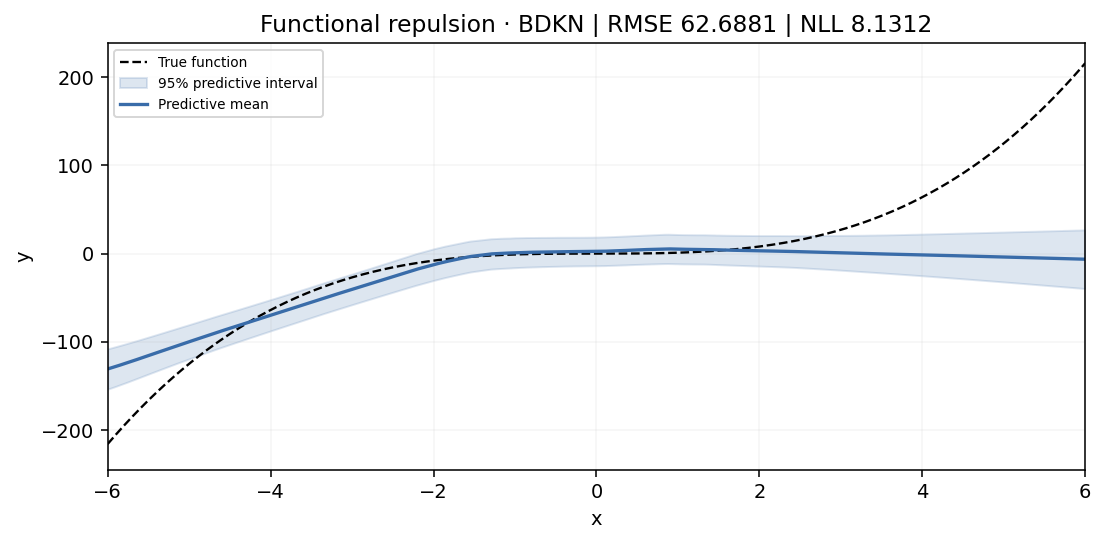 Functional repulsion · BDKN | RMSE 62.6881 | NLL 8.1312
True function
95% predictive interval
Predictive mean
200
100
0
−100
−200
y
−6 −4 −2 0 2 4 6
x